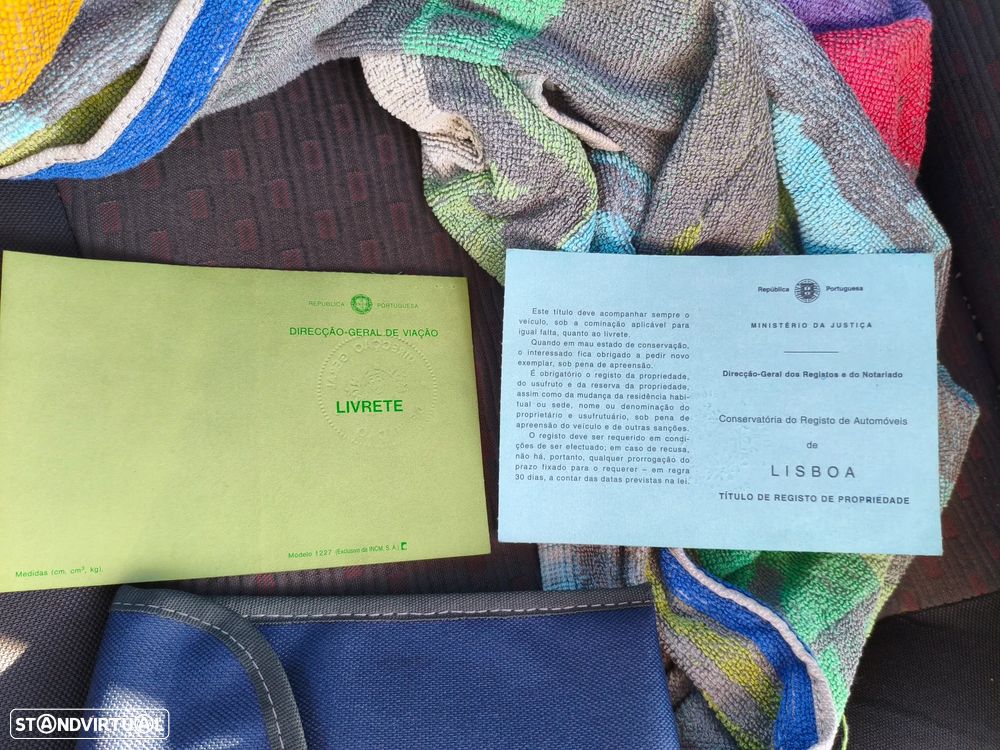 REPÚBLICA PORTUGUESA
DIRECÇÃO-GERAL DE VIAÇÃO
LIVRETE
Modelo 1227 (Exclusivo da INCM, S. A.)
Medidas (cm, cm³, kg).
Este título deve acompanhar sempre o
veículo, sob a cominação aplicável para
igual falta, quanto ao livrete.
Quando em mau estado de conservação,
o interessado fica obrigado a pedir novo
exemplar, sob pena de apreensão.
É obrigatório o registo da propriedade,
do usufruto e da reserva da propriedade,
assim como da mudança da residência habi-
tual ou sede, nome ou denominação do
proprietário e usufrutuário, sob pena de
apreensão do veículo e de outras sanções.
O registo deve ser requerido em condi-
ções de ser efectuado; em caso de recusa,
não há, portanto, qualquer prorrogação do
prazo fixado para o requerer – em regra
30 dias, a contar das datas previstas na lei.
República Portuguesa
MINISTÉRIO DA JUSTIÇA
Direcção-Geral dos Registos e do Notariado
Conservatória do Registo de Automóveis
de
LISBOA
TÍTULO DE REGISTO DE PROPRIEDADE
STANDVIRTUAL